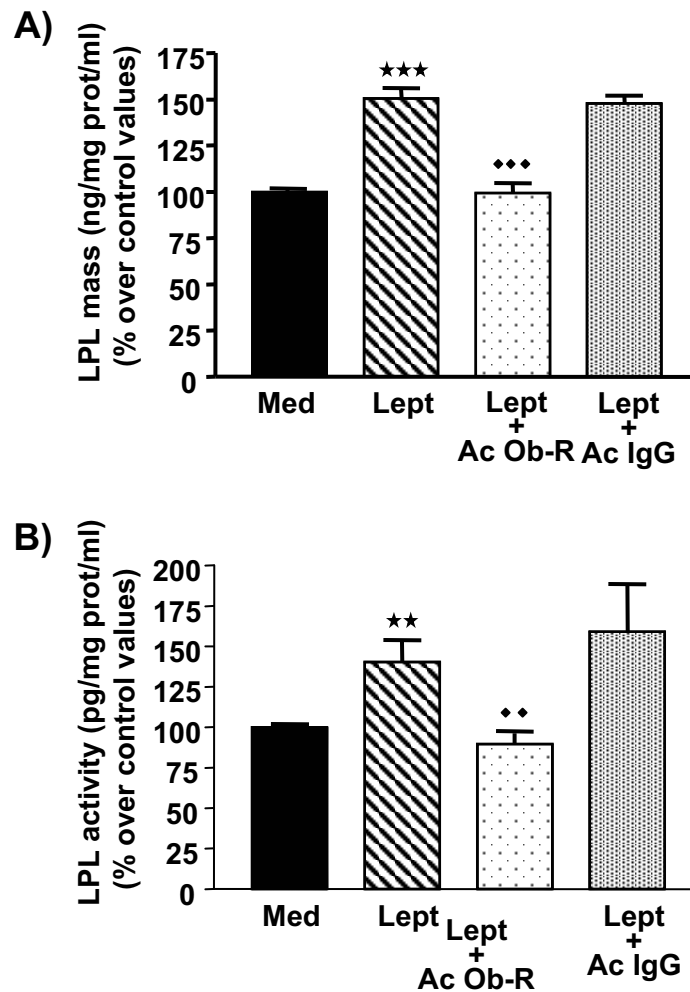 A)
LPL mass (ng/mg prot/ml)
(% over control values)
175
150
125
100
75
50
25
0
★★★
◆◆◆
Med
Lept
Lept
+
Ac Ob-R
Lept
+
Ac IgG
B)
LPL activity (pg/mg prot/ml)
(% over control values)
200
175
150
125
100
75
50
25
0
★★
◆◆
Med
Lept
Lept
+
Ac Ob-R
Lept
+
Ac IgG